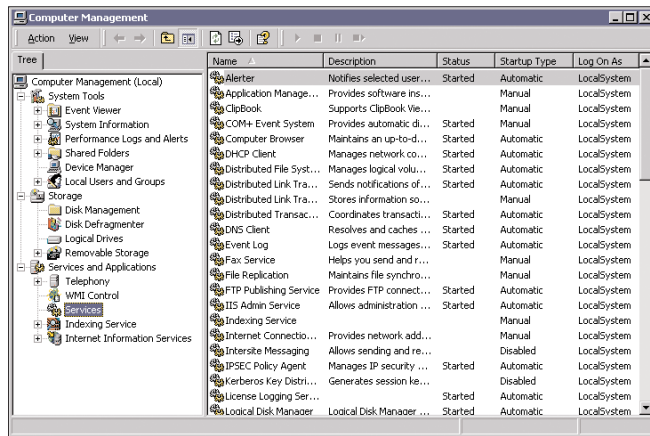 Computer Management
Action View
Tree
Computer Management (Local)
System Tools
Event Viewer
System Information
Performance Logs and Alerts
Shared Folders
Device Manager
Local Users and Groups
Storage
Disk Management
Disk Defragmenter
Logical Drives
Removable Storage
Services and Applications
Telephony
WMI Control
Services
Indexing Service
Internet Information Services
Name Description Status Startup Type Log On As
Alerter Notifies selected user... Started Automatic LocalSystem
Application Manage... Provides software ins... Manual LocalSystem
ClipBook Supports ClipBook Vie... Manual LocalSystem
COM+ Event System Provides automatic di... Started Manual LocalSystem
Computer Browser Maintains an up-to-d... Started Automatic LocalSystem
DHCP Client Manages network co... Started Automatic LocalSystem
Distributed File Syst... Manages logical volu... Started Automatic LocalSystem
Distributed Link Tra... Sends notifications of... Started Automatic LocalSystem
Distributed Link Tra... Stores information so... Manual LocalSystem
Distributed Transac... Coordinates transacti... Started Automatic LocalSystem
DNS Client Resolves and caches ... Started Automatic LocalSystem
Event Log Logs event messages... Started Automatic LocalSystem
Fax Service Helps you send and r... Manual LocalSystem
File Replication Maintains file synchro... Manual LocalSystem
FTP Publishing Service Provides FTP connect... Started Automatic LocalSystem
IIS Admin Service Allows administration ... Started Automatic LocalSystem
Indexing Service Manual LocalSystem
Internet Connectio... Provides network add... Manual LocalSystem
Intersite Messaging Allows sending and re... Disabled LocalSystem
IPSEC Policy Agent Manages IP security ... Started Automatic LocalSystem
Kerberos Key Distri... Generates session ke... Disabled LocalSystem
License Logging Ser... Started Automatic LocalSystem
Logical Disk Manager Logical Disk Manager ... Started Automatic LocalSystem